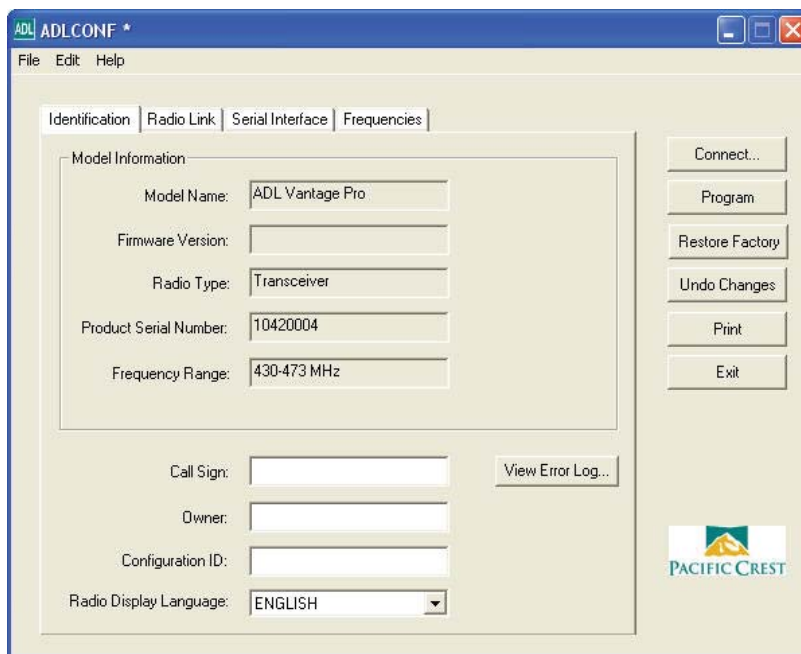 ADL ADLCONF *
File Edit Help
Identification Radio Link Serial Interface Frequencies
Model Information
Model Name: ADL Vantage Pro
Firmware Version:
Radio Type: Transceiver
Product Serial Number: 10420004
Frequency Range: 430-473 MHz
Call Sign:
View Error Log...
Owner:
Configuration ID:
Radio Display Language: ENGLISH
Connect...
Program
Restore Factory
Undo Changes
Print
Exit
PACIFIC CREST